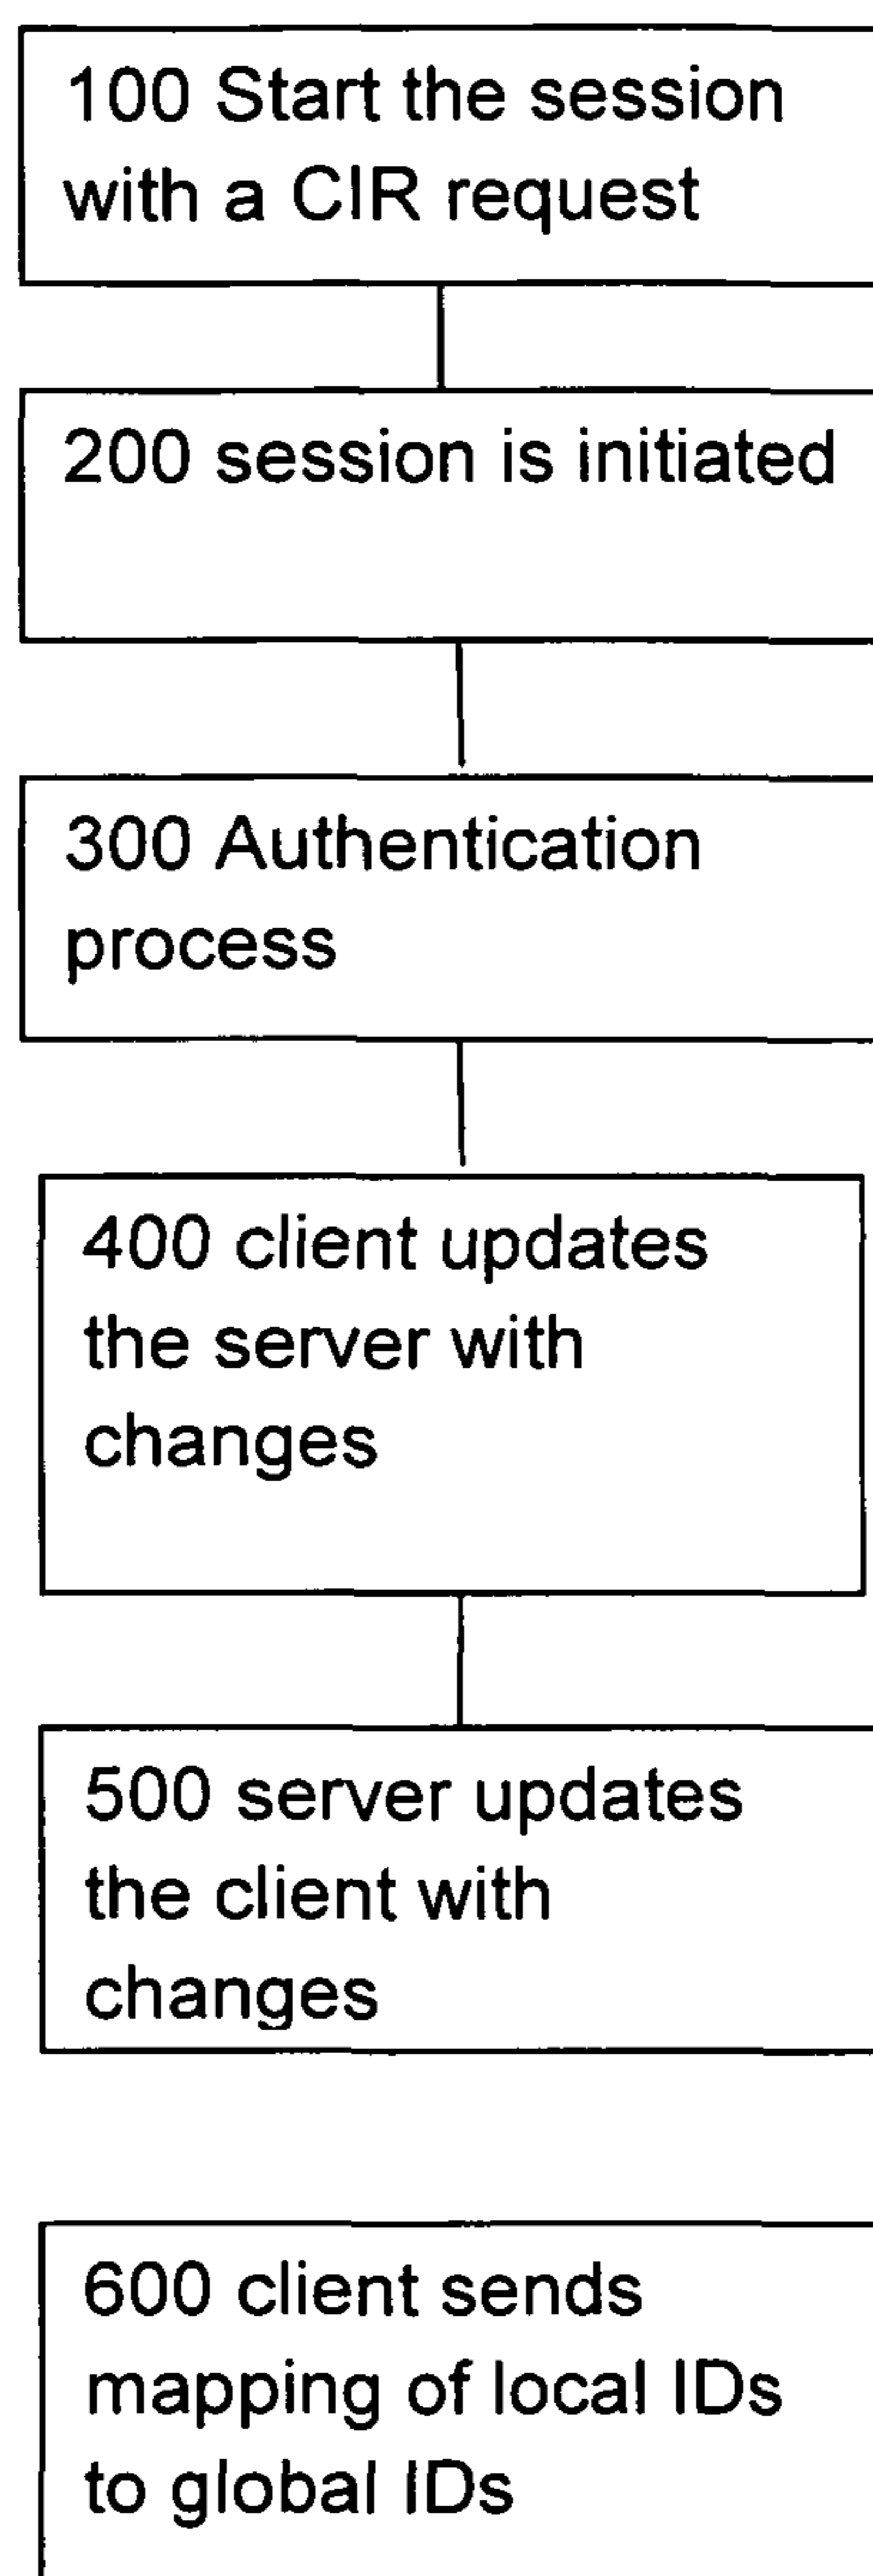 100 Start the session
with a CIR request
200 session is initiated
300 Authentication
process
400 client updates
the server with
changes
500 server updates
the client with
changes
600 client sends
mapping of local IDs
to global IDs